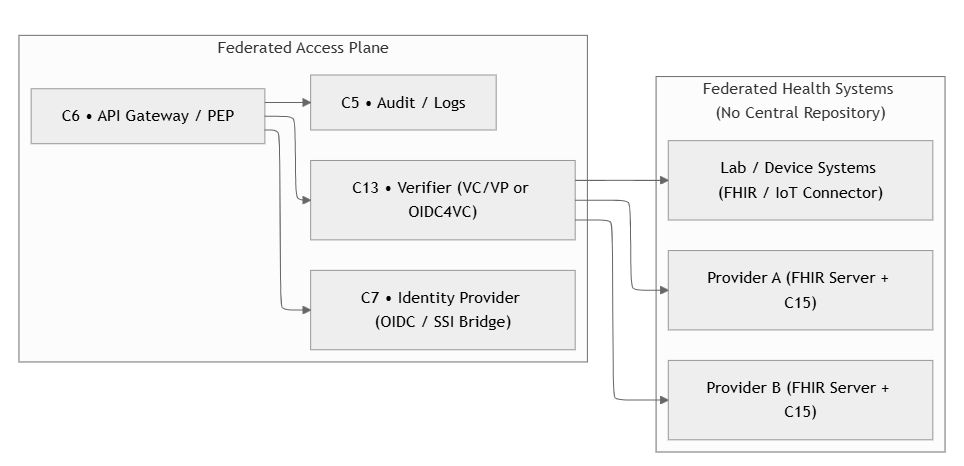 Federated Access Plane
C6 • API Gateway / PEP
C5 • Audit / Logs
C13 • Verifier (VC/VP or
OIDC4VC)
C7 • Identity Provider
(OIDC / SSI Bridge)
Federated Health Systems
(No Central Repository)
Lab / Device Systems
(FHIR / IoT Connector)
Provider A (FHIR Server +
C15)
Provider B (FHIR Server +
C15)